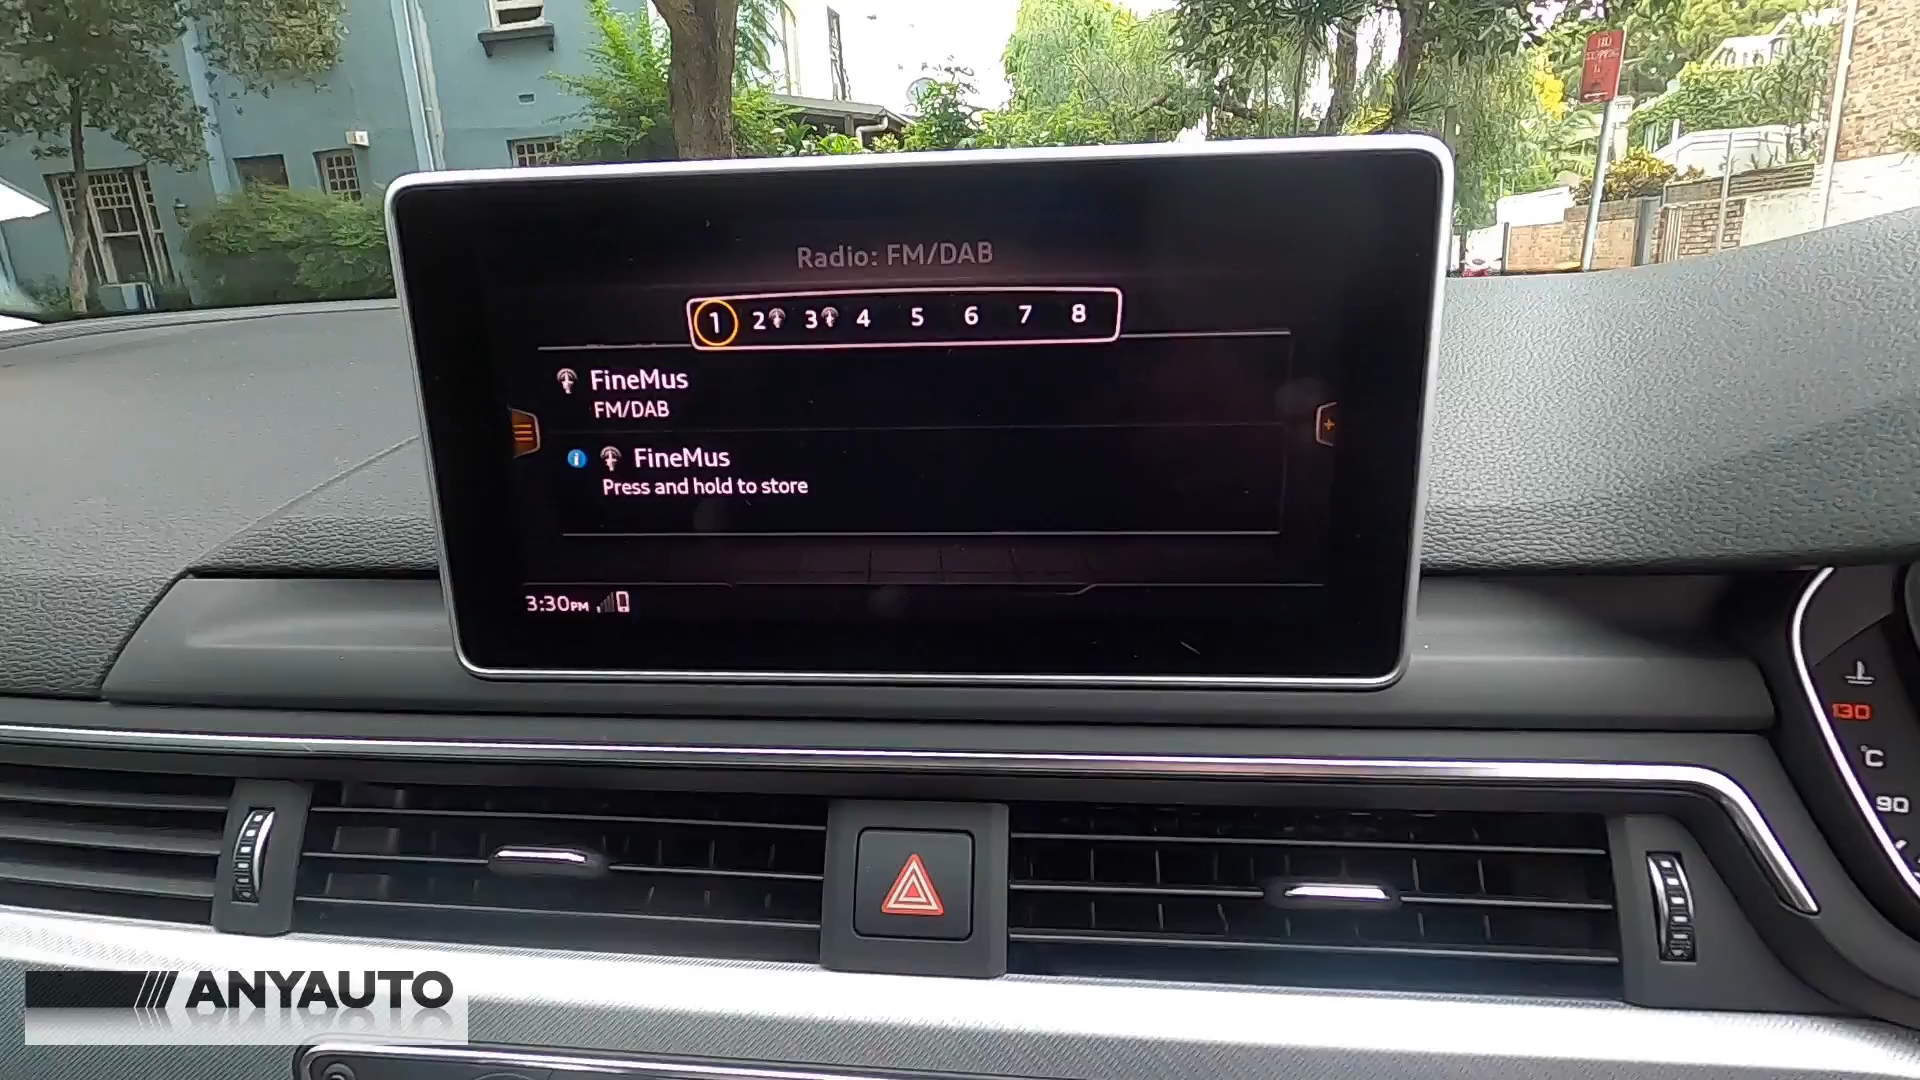 Radio: FM/DAB
1 2 3 4 5 6 7 8
FineMus
FM/DAB
FineMus
Press and hold to store
3:30PM
130
°C
90
ANYAUTO